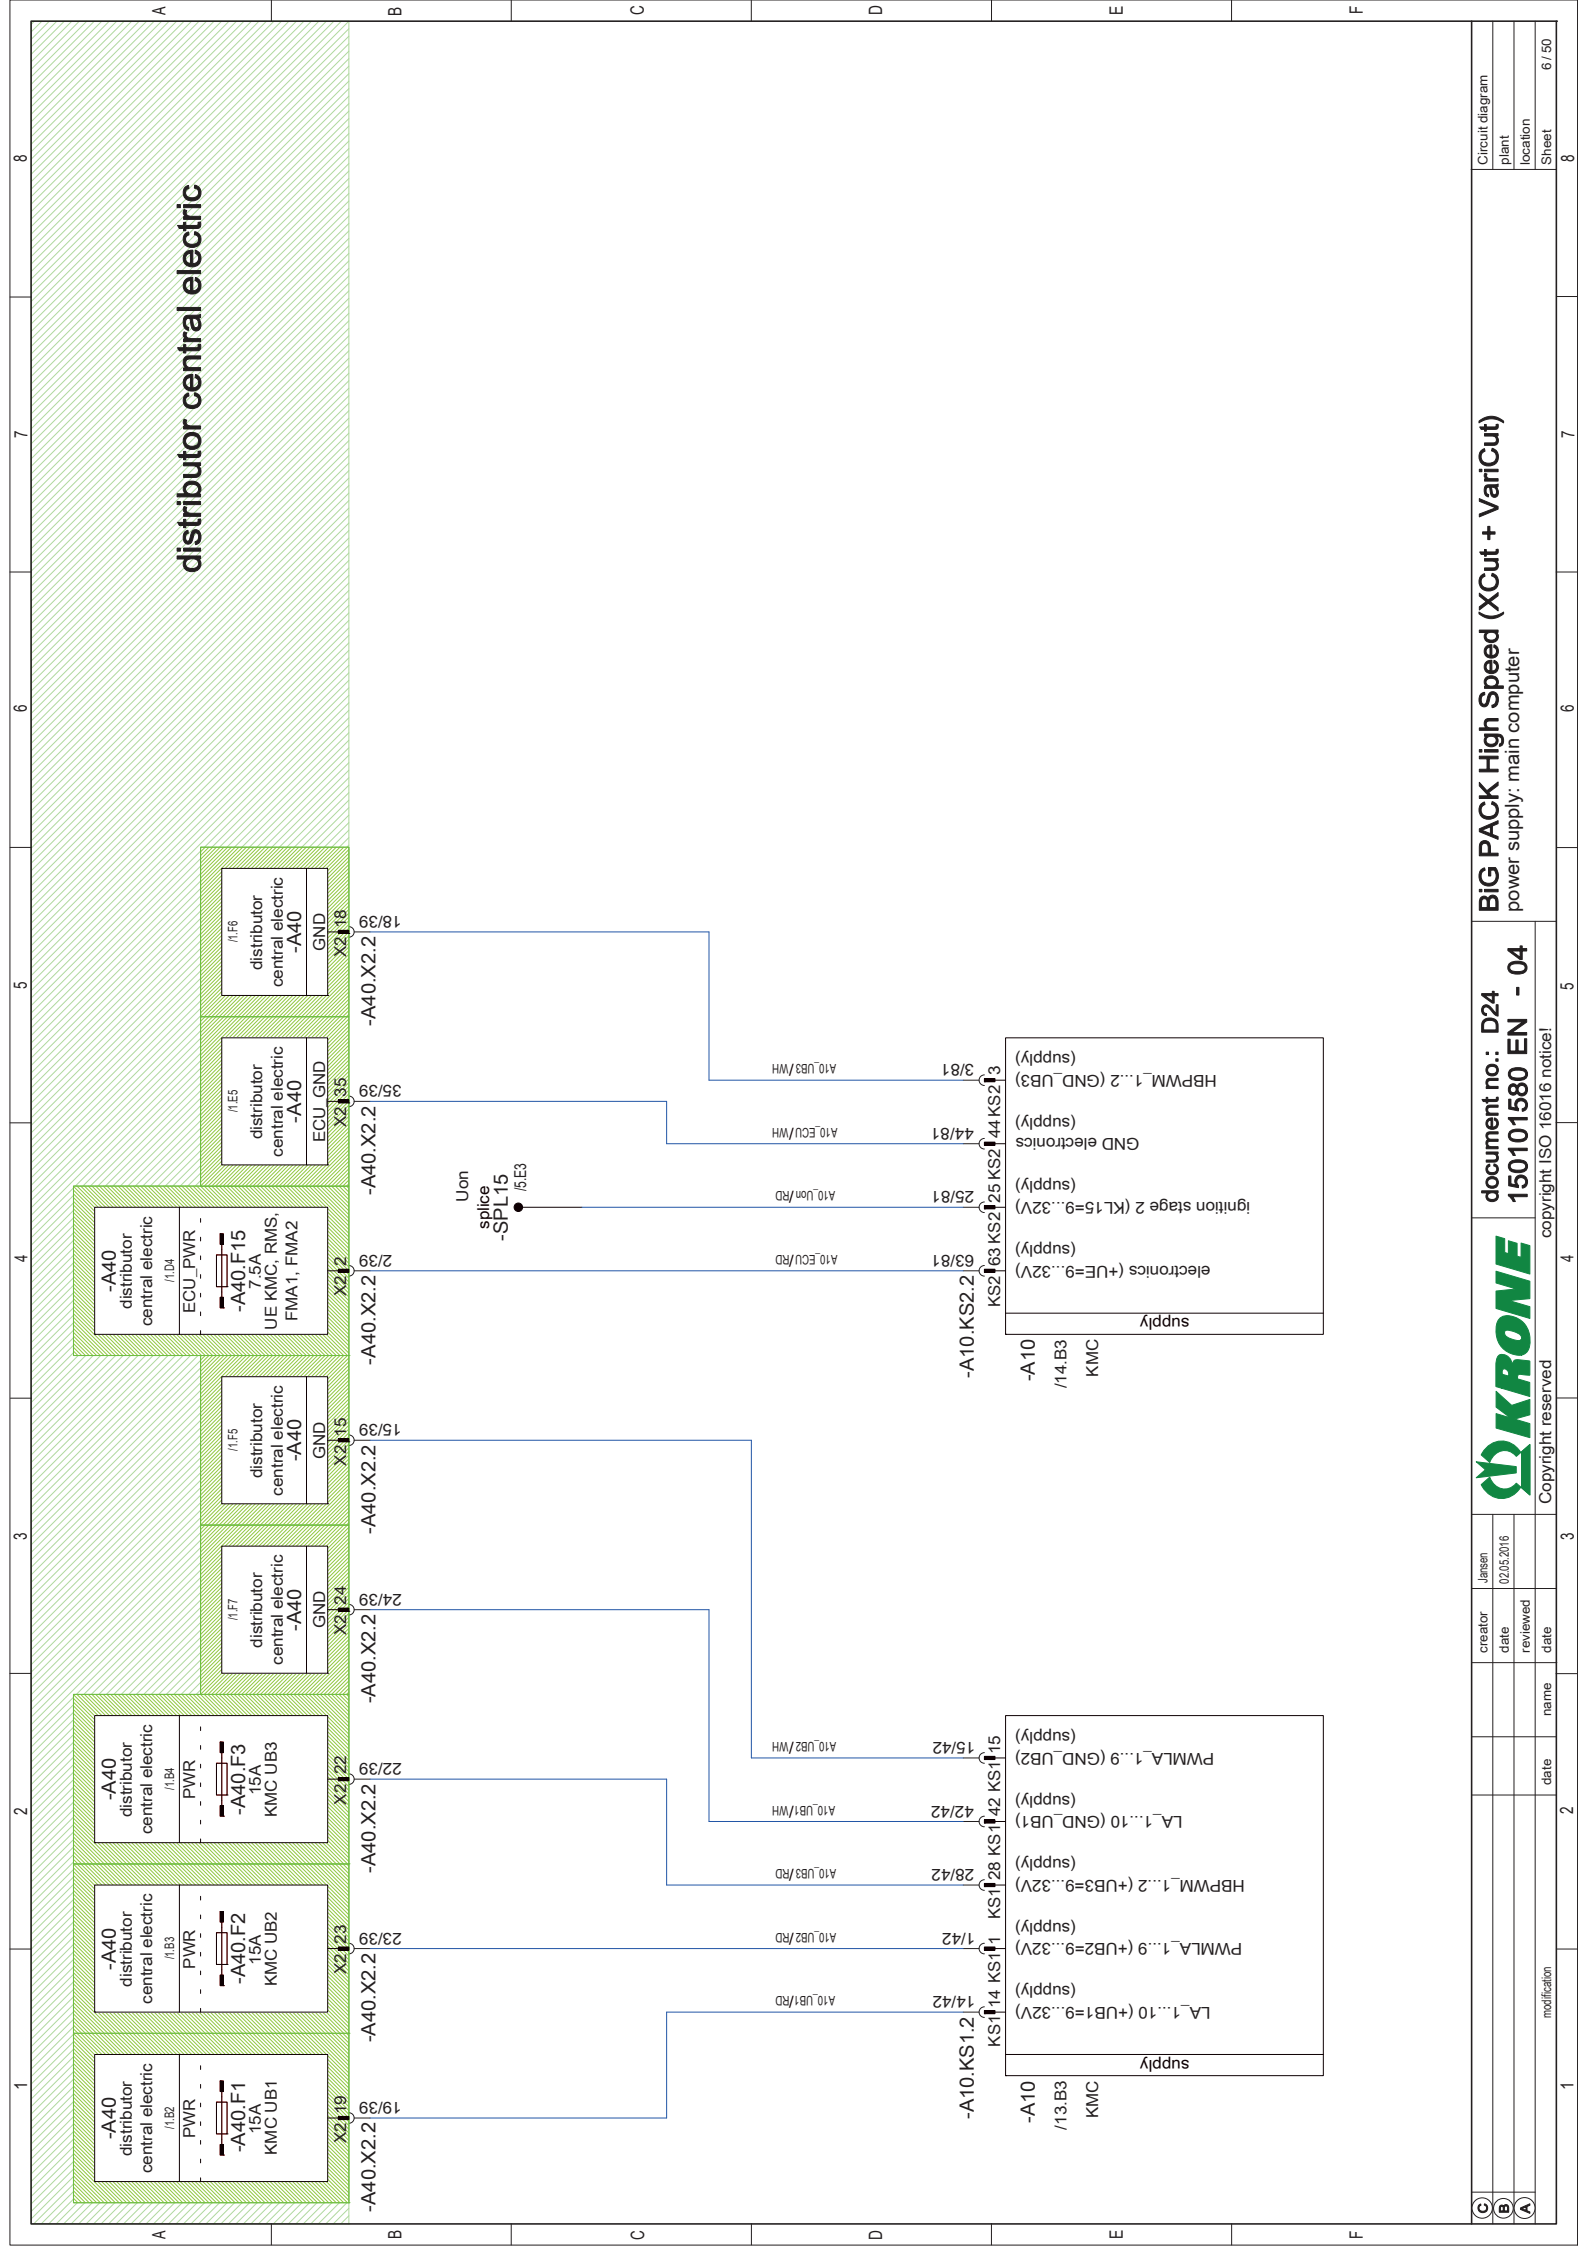 1
2
3
4
5
6
7
8
A
A
distributor central electric
-A40
distributor
central electric
/1.B2
PWR
-A40.F1
15A
KMC UB1
X2 19
-A40.X2.2
19/39
-A40
distributor
central electric
/1.B3
PWR
-A40.F2
15A
KMC UB2
X2 23
-A40.X2.2
23/39
-A40
distributor
central electric
/1.B4
PWR
-A40.F3
15A
KMC UB3
X2 22
-A40.X2.2
22/39
/1.F7
distributor
central electric
-A40
GND
X2 24
-A40.X2.2
24/39
/1.F5
distributor
central electric
-A40
GND
X2 15
-A40.X2.2
15/39
-A40
distributor
central electric
/1.D4
ECU_PWR
-A40.F15
7.5A
UE KMC, RMS,
FMA1, FMA2
X2 2
-A40.X2.2
2/39
/1.E5
distributor
central electric
-A40
ECU_GND
X2 35
-A40.X2.2
35/39
/1.F6
distributor
central electric
-A40
GND
X2 18
-A40.X2.2
18/39
B
B
Uon
splice
-SPL15
/5.E3
C
C
D
D
A10_UB1/RD
A10_UB2/RD
A10_UB3/RD
A10_UB1/WH
A10_UB2/WH
A10_ECU/RD
A10_Uon/RD
A10_ECU/WH
A10_UB3/WH
14/42
1/42
28/42
42/42
15/42
63/81
25/81
44/81
3/81
-A10.KS1.2
KS1 14
KS1 1
KS1 28
KS1 42
KS1 15
-A10.KS2.2
KS2 63
KS2 25
KS2 44
KS2 3
E
E
-A10
/13.B3
KMC
supply
LA_1...10 (+UB1=9...32V)
(supply)
PWMLA_1...9 (+UB2=9...32V)
(supply)
HBPWM_1...2 (+UB3=9...32V)
(supply)
LA_1...10 (GND_UB1)
(supply)
PWMLA_1...9 (GND_UB2)
(supply)
-A10
/14.B3
KMC
supply
electronics (+UE=9...32V)
(supply)
ignition stage 2 (KL15=9...32V)
(supply)
GND electronics
(supply)
HBPWM_1...2 (GND_UB3)
(supply)
F
F
C
B
A
modification
date
name
creator
Jansen
date
02.05.2016
reviewed
date
KRONE
Copyright reserved
document no.: D24
150101580 EN - 04
copyright ISO 16016 notice!
BiG PACK High Speed (XCut + VariCut)
power supply: main computer
Circuit diagram
plant
location
Sheet 6 / 50
1
2
3
4
5
6
7
8